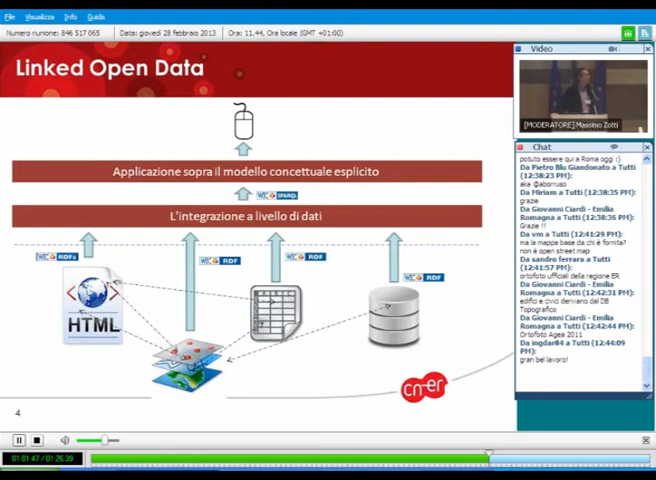 File Visualizza Info Guida
Numero riunione: 846 517 065 Data: giovedì 28 febbraio 2013 Ora: 11.44, Ora locale (GMT +01:00)
Linked Open Data
Applicazione sopra il modello concettuale esplicito
W3C SPARQL
L'integrazione a livello di dati
W3C RDFa
W3C RDF
W3C RDF
W3C RDF
HTML
cn-er
4
Video
[MODERATORE] Massimo Zotti
Chat
potuto essere qui a Roma oggi :)
Da Pietro Blu Giandonato a Tutti
(12:38:23 PM):
aka @aborruso
Da Miriam a Tutti (12:38:35 PM):
grazie
Da Giovanni Ciardi - Emilia
Romagna a Tutti (12:38:36 PM):
Grazie !!
Da vm a Tutti (12:41:29 PM):
ma la mappa base da chi è fornita?
non è open street map
Da sandro ferrara a Tutti
(12:41:57 PM):
ortofoto ufficiali della regione ER
Da Giovanni Ciardi - Emilia
Romagna a Tutti (12:42:31 PM):
edifici e civici derivano dal DB
Topografico
Da Giovanni Ciardi - Emilia
Romagna a Tutti (12:42:44 PM):
Ortofoto Agea 2011
Da ingdar84 a Tutti (12:44:09
PM):
gran bel lavoro!
01:01:47 / 01:26:39